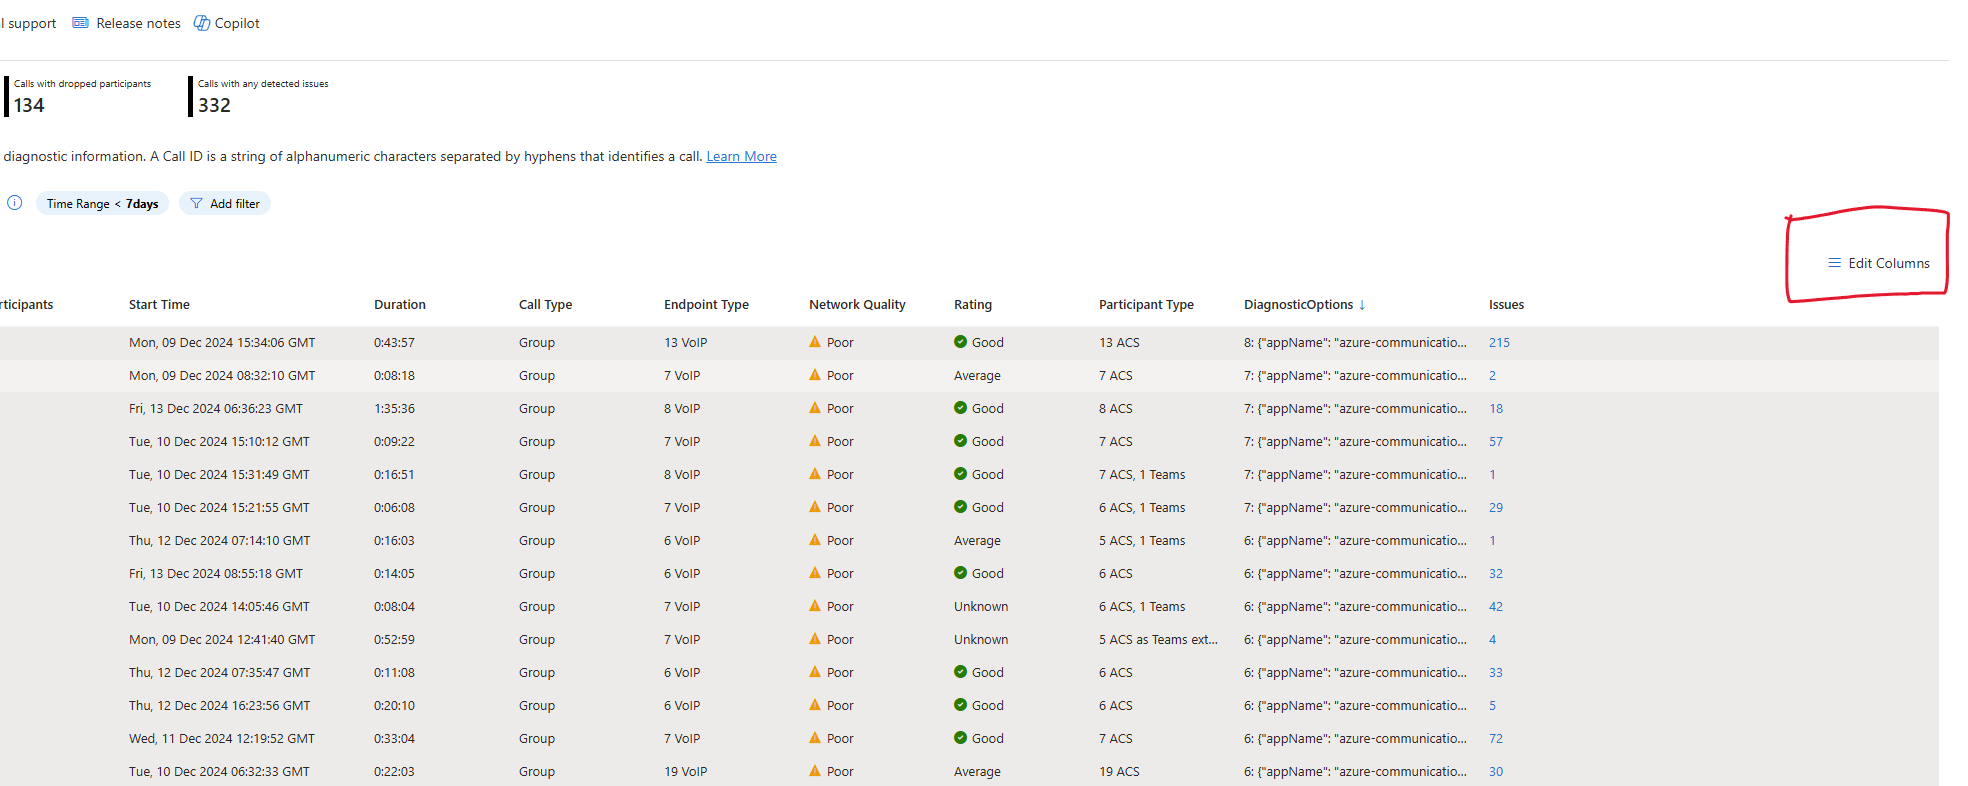 l support Release notes Copilot
Calls with dropped participants Calls with any detected issues
134 332
diagnostic information. A Call ID is a string of alphanumeric characters separated by hyphens that identifies a call. Learn More
Time Range < 7days Add filter
Edit Columns
rticipants Start Time Duration Call Type Endpoint Type Network Quality Rating Participant Type DiagnosticOptions ↓ Issues
Mon, 09 Dec 2024 15:34:06 GMT 0:43:57 Group 13 VoIP Poor Good 13 ACS 8: {"appName": "azure-communicatio... 215
Mon, 09 Dec 2024 08:32:10 GMT 0:08:18 Group 7 VoIP Poor Average 7 ACS 7: {"appName": "azure-communicatio... 2
Fri, 13 Dec 2024 06:36:23 GMT 1:35:36 Group 8 VoIP Poor Good 8 ACS 7: {"appName": "azure-communicatio... 18
Tue, 10 Dec 2024 15:10:12 GMT 0:09:22 Group 7 VoIP Poor Good 7 ACS 7: {"appName": "azure-communicatio... 57
Tue, 10 Dec 2024 15:31:49 GMT 0:16:51 Group 8 VoIP Poor Good 7 ACS, 1 Teams 7: {"appName": "azure-communicatio... 1
Tue, 10 Dec 2024 15:21:55 GMT 0:06:08 Group 7 VoIP Poor Good 6 ACS, 1 Teams 7: {"appName": "azure-communicatio... 29
Thu, 12 Dec 2024 07:14:10 GMT 0:16:03 Group 6 VoIP Poor Average 5 ACS, 1 Teams 6: {"appName": "azure-communicatio... 1
Fri, 13 Dec 2024 08:55:18 GMT 0:14:05 Group 6 VoIP Poor Good 6 ACS 6: {"appName": "azure-communicatio... 32
Tue, 10 Dec 2024 14:05:46 GMT 0:08:04 Group 7 VoIP Poor Unknown 6 ACS, 1 Teams 6: {"appName": "azure-communicatio... 42
Mon, 09 Dec 2024 12:41:40 GMT 0:52:59 Group 7 VoIP Poor Unknown 5 ACS as Teams ext... 6: {"appName": "azure-communicatio... 4
Thu, 12 Dec 2024 07:35:47 GMT 0:11:08 Group 6 VoIP Poor Good 6 ACS 6: {"appName": "azure-communicatio... 33
Thu, 12 Dec 2024 16:23:56 GMT 0:20:10 Group 6 VoIP Poor Good 6 ACS 6: {"appName": "azure-communicatio... 5
Wed, 11 Dec 2024 12:19:52 GMT 0:33:04 Group 7 VoIP Poor Good 7 ACS 6: {"appName": "azure-communicatio... 72
Tue, 10 Dec 2024 06:32:33 GMT 0:22:03 Group 19 VoIP Poor Average 19 ACS 6: {"appName": "azure-communicatio... 30